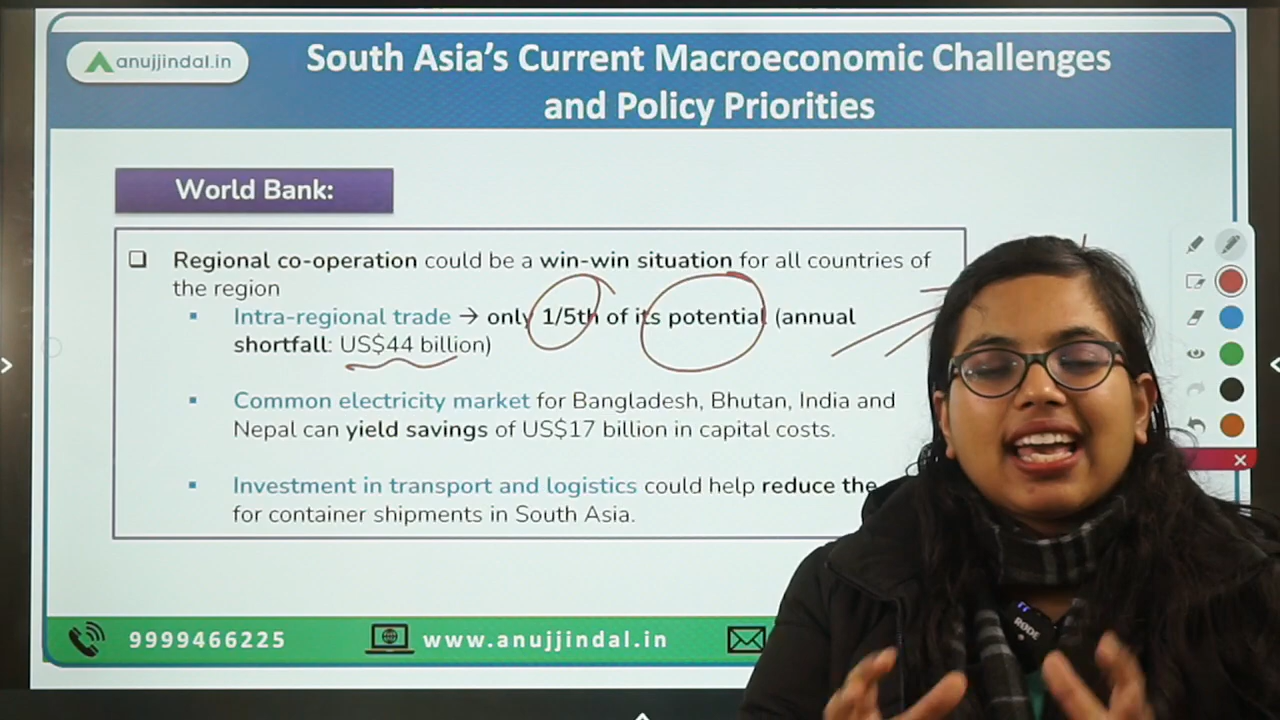 anujjindal.in
South Asia's Current Macroeconomic Challenges
and Policy Priorities
World Bank:
Regional co-operation could be a win-win situation for all countries of
the region
Intra-regional trade → only 1/5th of its potential (annual
shortfall: US$44 billion)
Common electricity market for Bangladesh, Bhutan, India and
Nepal can yield savings of US$17 billion in capital costs.
Investment in transport and logistics could help reduce the
for container shipments in South Asia.
9999466225
www.anujjindal.in
RODE